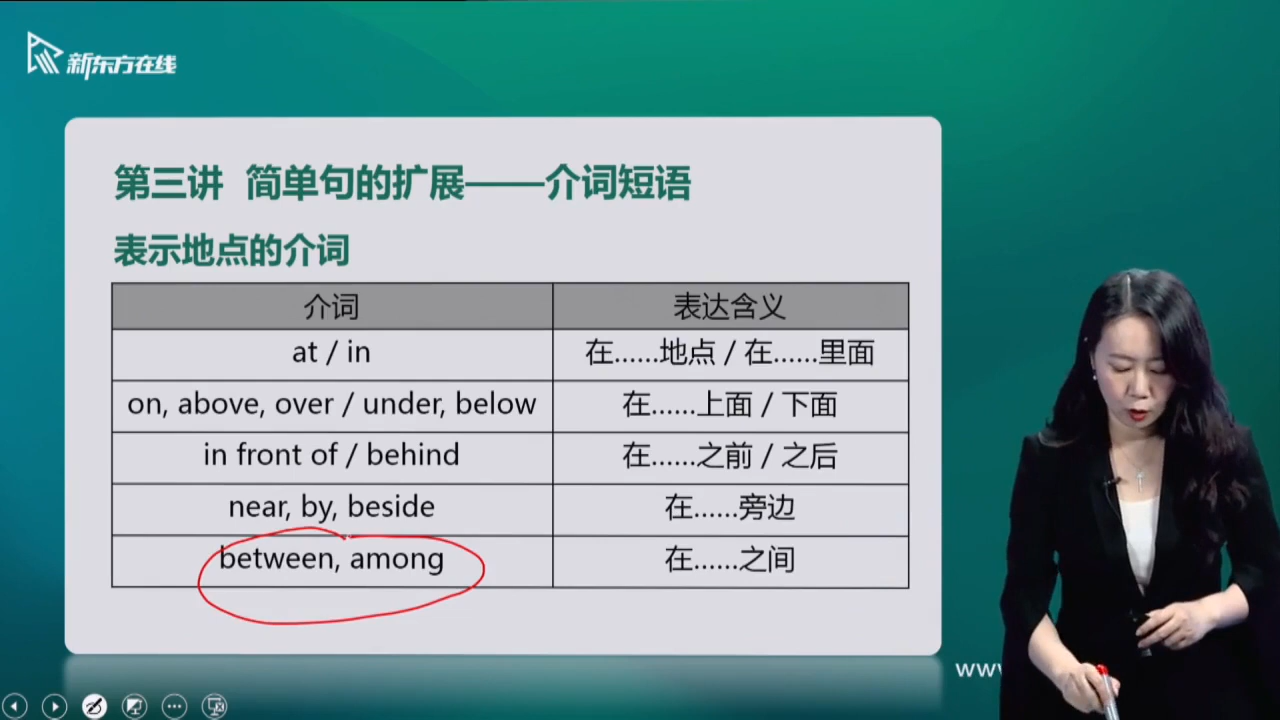 新东方在线
第三讲 简单句的扩展——介词短语
表示地点的介词
介词 表达含义
at / in 在……地点 / 在……里面
on, above, over / under, below 在……上面 / 下面
in front of / behind 在……之前 / 之后
near, by, beside 在……旁边
between, among 在……之间
www